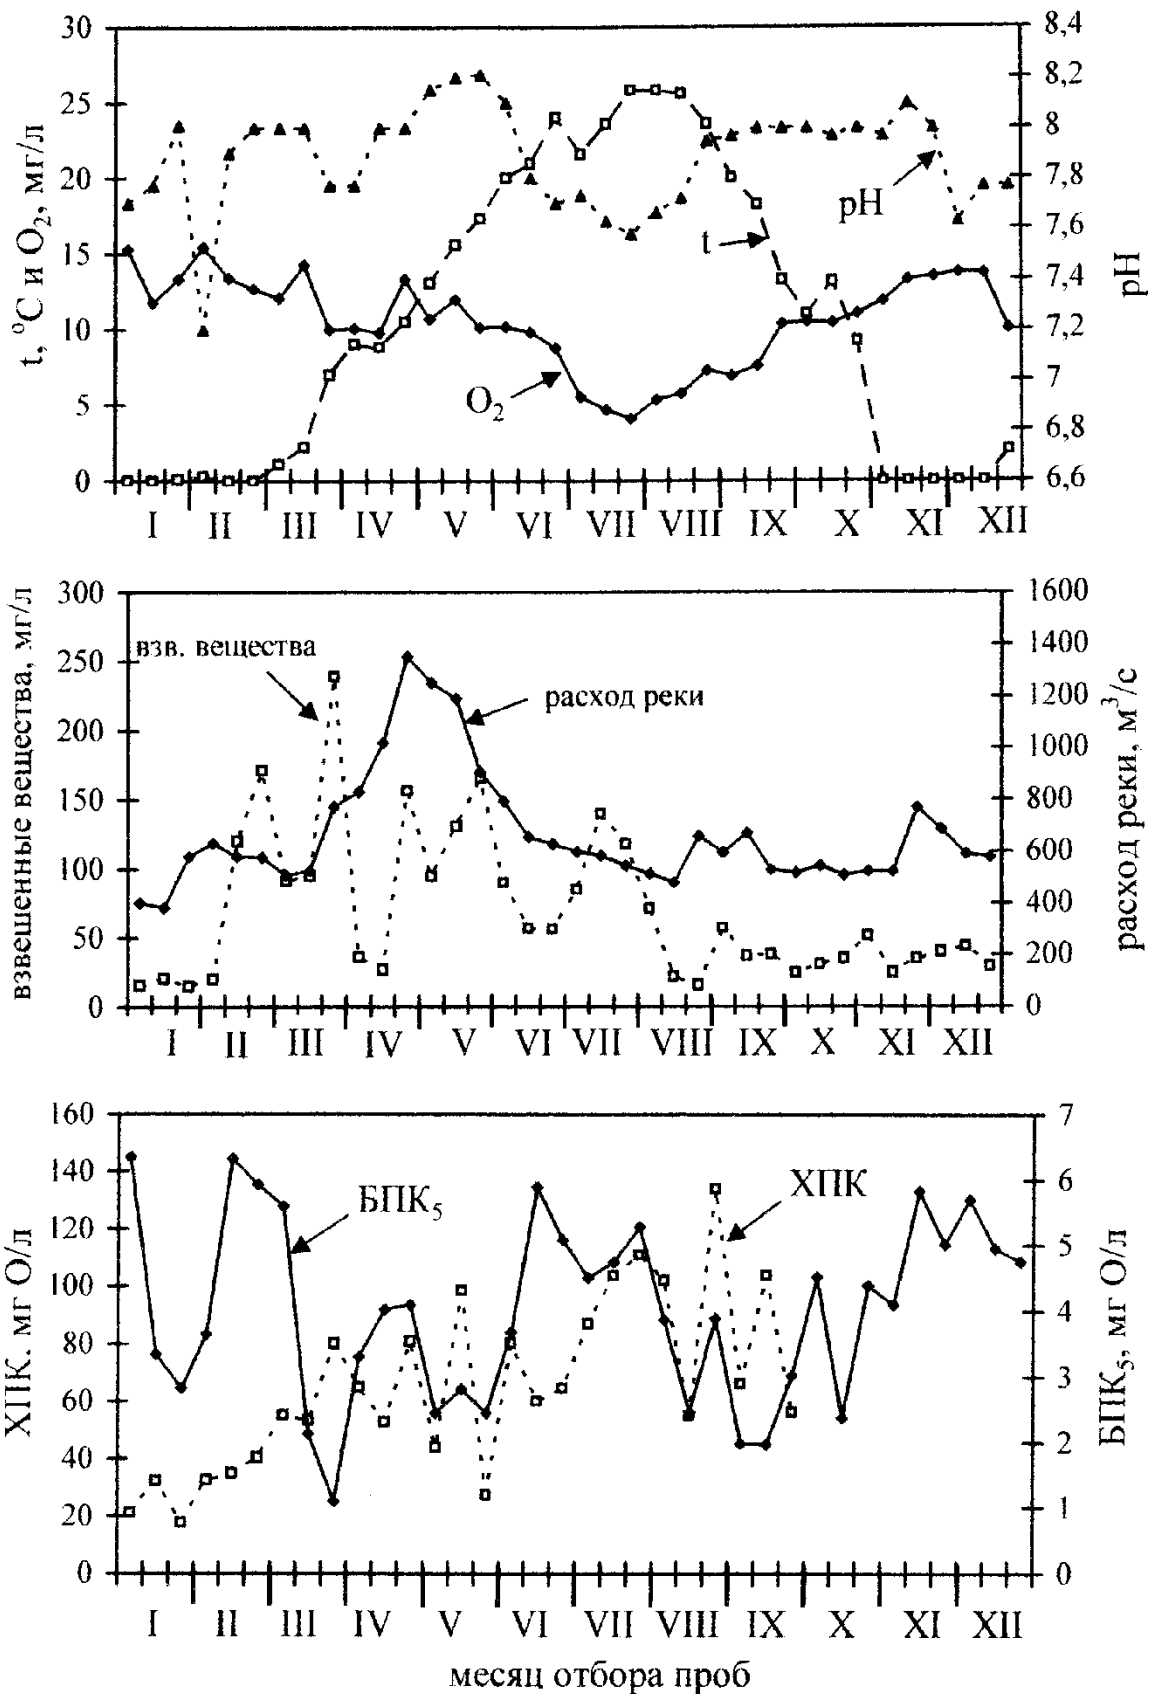 30
25
20
15
10
5
0
t, °С и О₂, мг/л
8,4
8,2
8
7,8
7,6
7,4
7,2
7
6,8
6,6
рН
рН
t
О₂
I II III IV V VI VII VIII IX X XI XII
300
250
200
150
100
50
0
взвешенные вещества, мг/л
1600
1400
1200
1000
800
600
400
200
0
расход реки, м³/с
взв. вещества
расход реки
I II III IV V VI VII VIII IX X XI XII
160
140
120
100
80
60
40
20
0
ХПК. мг О/л
7
6
5
4
3
2
1
0
БПК₅, мг О/л
БПК₅
ХПК
I II III IV V VI VII VIII IX X XI XII
месяц отбора проб